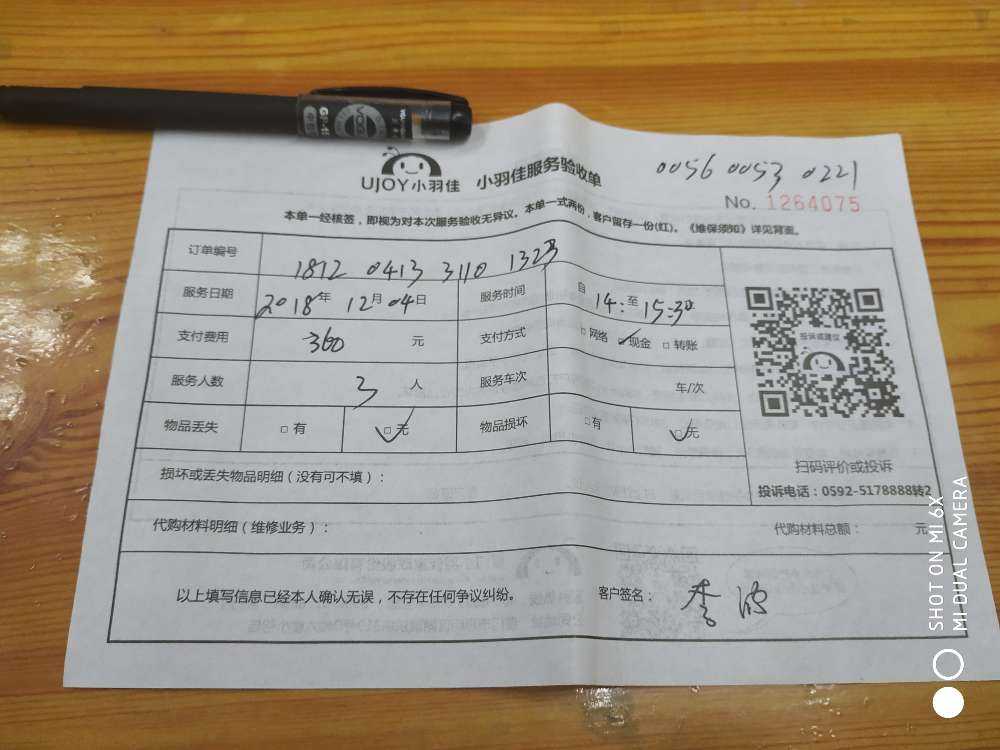 UJOY小羽佳 小羽佳服务验收单 0056 0053 0221
No. 1264075
本单一经核签，即视为对本次服务验收无异议。本单一式两份，客户留存一份(红)。《维保须知》详见背面。
订单编号 1812 0413 3110 1323
服务日期 2018年 12月 04日 服务时间 自 14: 至 15:30
支付费用 360 元 支付方式 □ 网络 ☑ 现金 □ 转账
服务人数 3 人 服务车次 车/次
物品丢失 □ 有 ☑ 无 物品损坏 □ 有 ☑ 无
投诉或建议
扫码评价或投诉
投诉电话：0592-5178888转2
损坏或丢失物品明细（没有可不填）：
代购材料明细（维修业务）： 代购材料总额： 元
以上填写信息已经本人确认无误，不存在任何争议纠纷。 客户签名： 李波
SHOT ON MI 6X
MI DUAL CAMERA